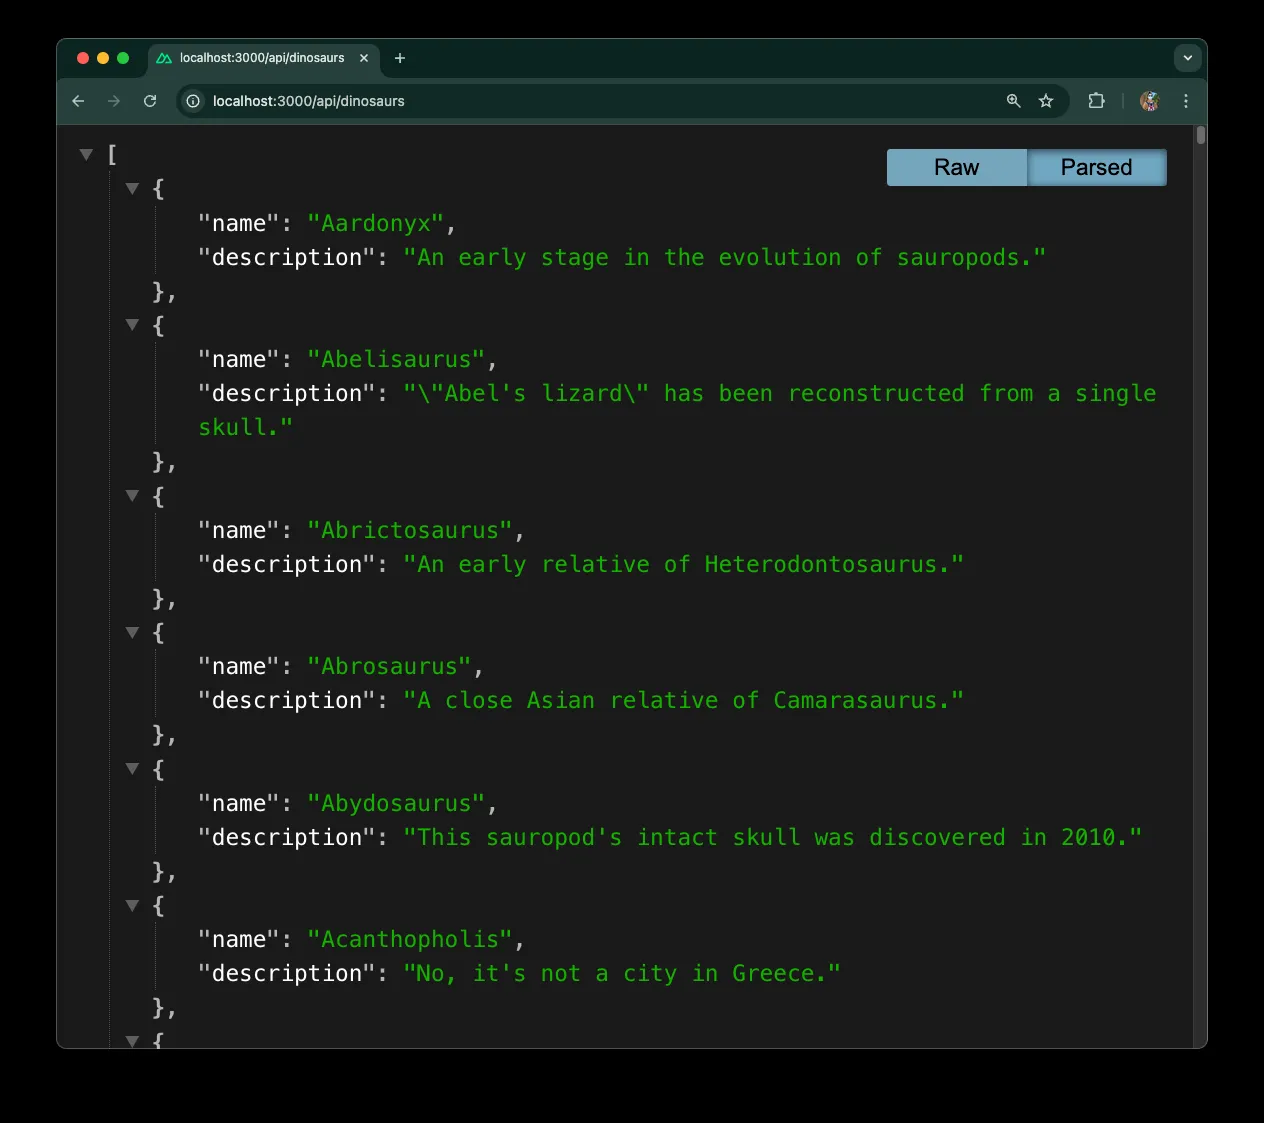 localhost:3000/api/dinosaurs
localhost:3000/api/dinosaurs
Raw Parsed
[
{
"name": "Aardonyx",
"description": "An early stage in the evolution of sauropods."
},
{
"name": "Abelisaurus",
"description": "\"Abel's lizard\" has been reconstructed from a single
skull."
},
{
"name": "Abrictosaurus",
"description": "An early relative of Heterodontosaurus."
},
{
"name": "Abrosaurus",
"description": "A close Asian relative of Camarasaurus."
},
{
"name": "Abydosaurus",
"description": "This sauropod's intact skull was discovered in 2010."
},
{
"name": "Acanthopholis",
"description": "No, it's not a city in Greece."
},
{